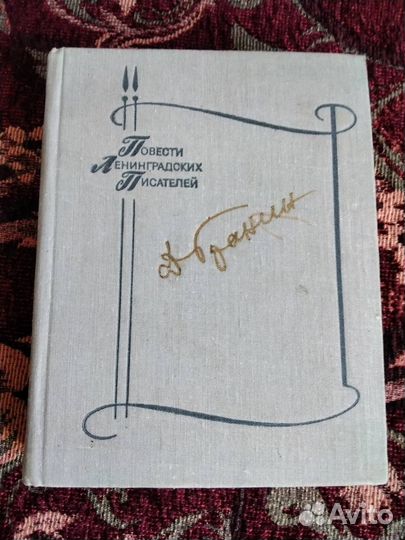 Повести
Ленинградских
Писателей
Д Гранин
Avito